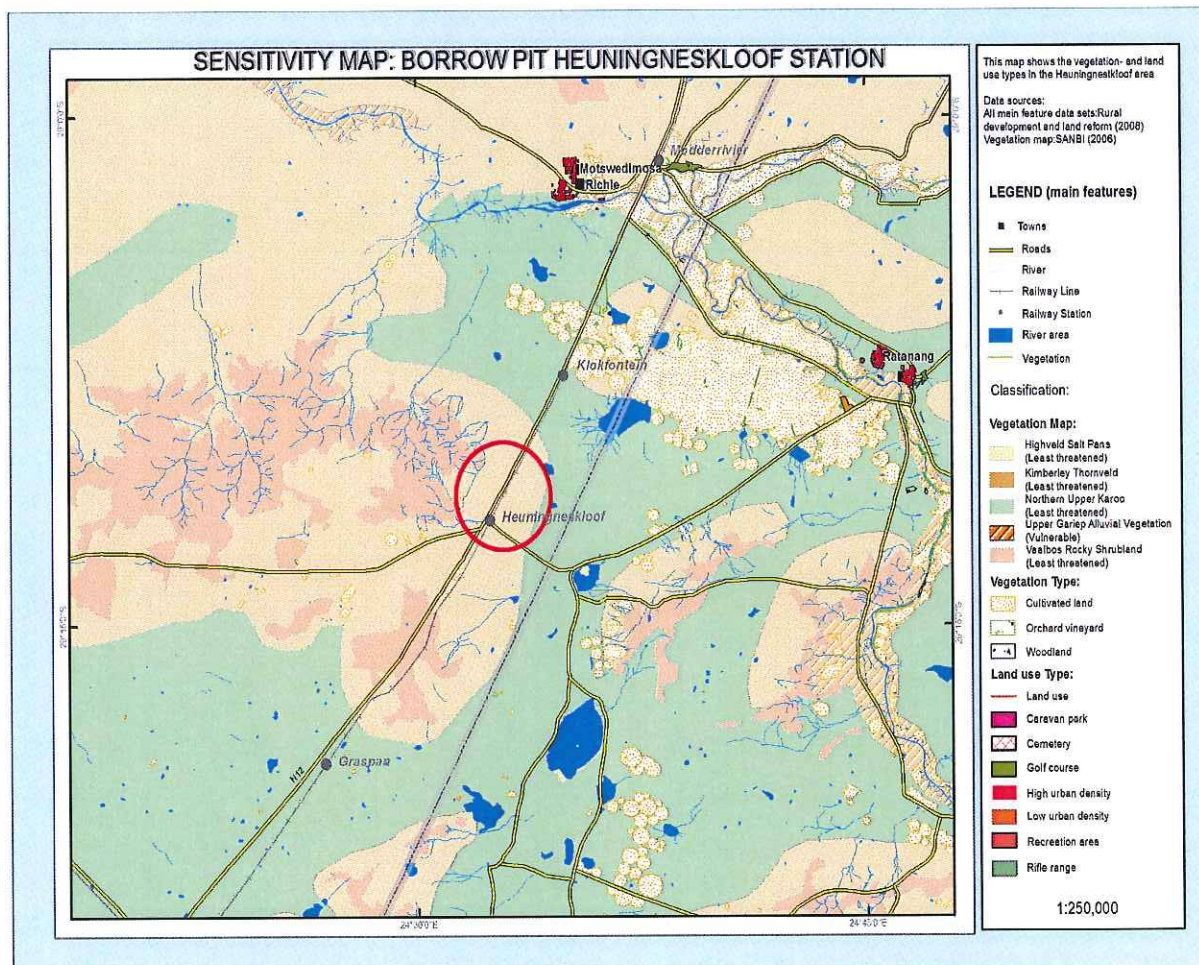 SENSITIVITY MAP: BORROW PIT HEUNINGNESKLOOF STATION
Modderrivier
Motswedimosa
Richie
Ratanang
Klokfontein
Heuningneskloof
Graspan
N12
24°45'0"E
This map shows the vegetation- and land
use types in the Heuningneskloof area
Data sources:
All main feature data sets:Rural
development and land reform (2008)
Vegetation map:SANBI (2006)
LEGEND (main features)
Towns
Roads
River
Railway Line
Railway Station
River area
Vegetation
Classification:
Vegetation Map:
Highveld Salt Pans
(Least threatened)
Kimberley Thornveld
(Least threatened)
Northern Upper Karoo
(Least threatened)
Upper Gariep Alluvial Vegetation
(Vulnerable)
Vaalbos Rocky Shrubland
(Least threatened)
Vegetation Type:
Cultivated land
Orchard vineyard
Woodland
Land use Type:
Land use
Caravan park
Cemetery
Golf course
High urban density
Low urban density
Recreation area
Rifle range
1:250,000